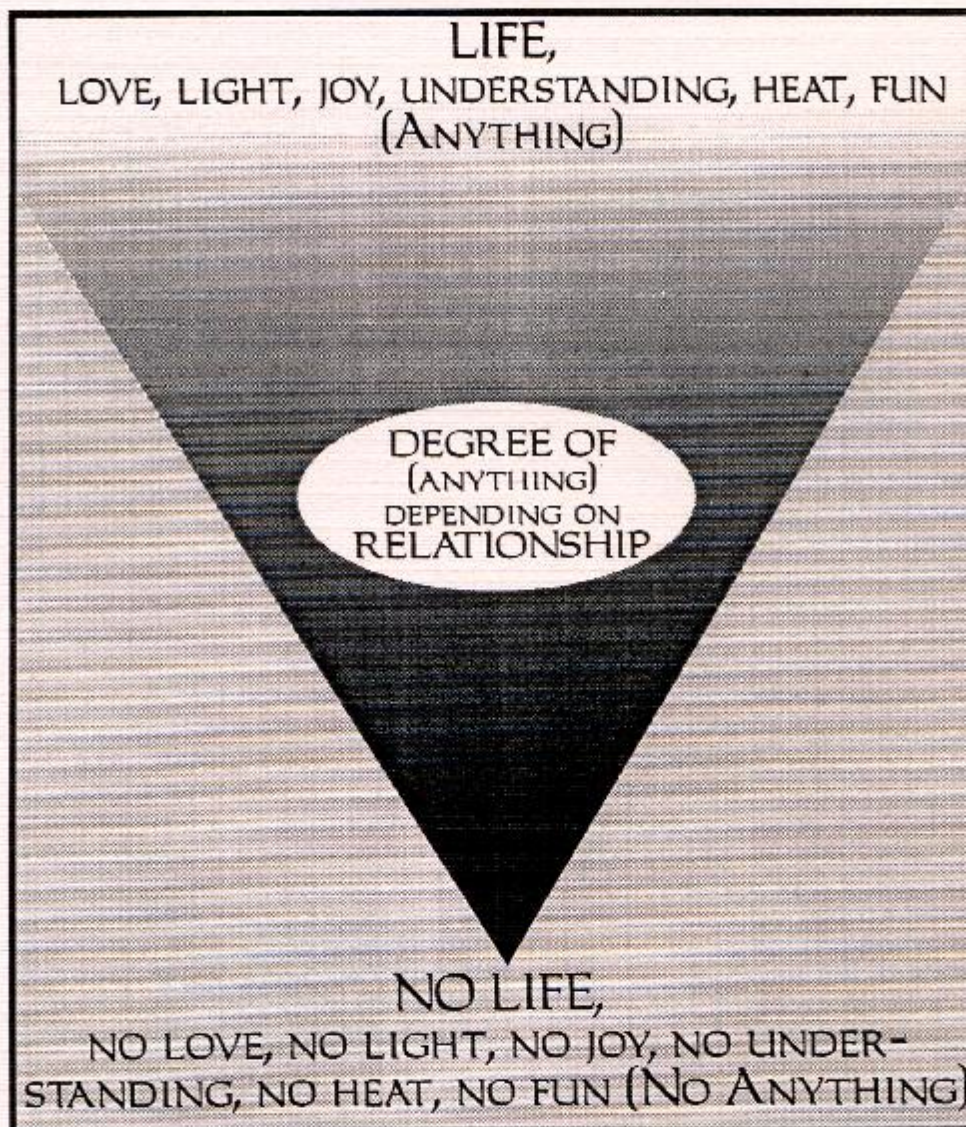 LIFE,
LOVE, LIGHT, JOY, UNDERSTANDING, HEAT, FUN
(ANYTHING)
DEGREE OF
(ANYTHING)
DEPENDING ON
RELATIONSHIP
NO LIFE,
NO LOVE, NO LIGHT, NO JOY, NO UNDER-
STANDING, NO HEAT, NO FUN (NO ANYTHING)